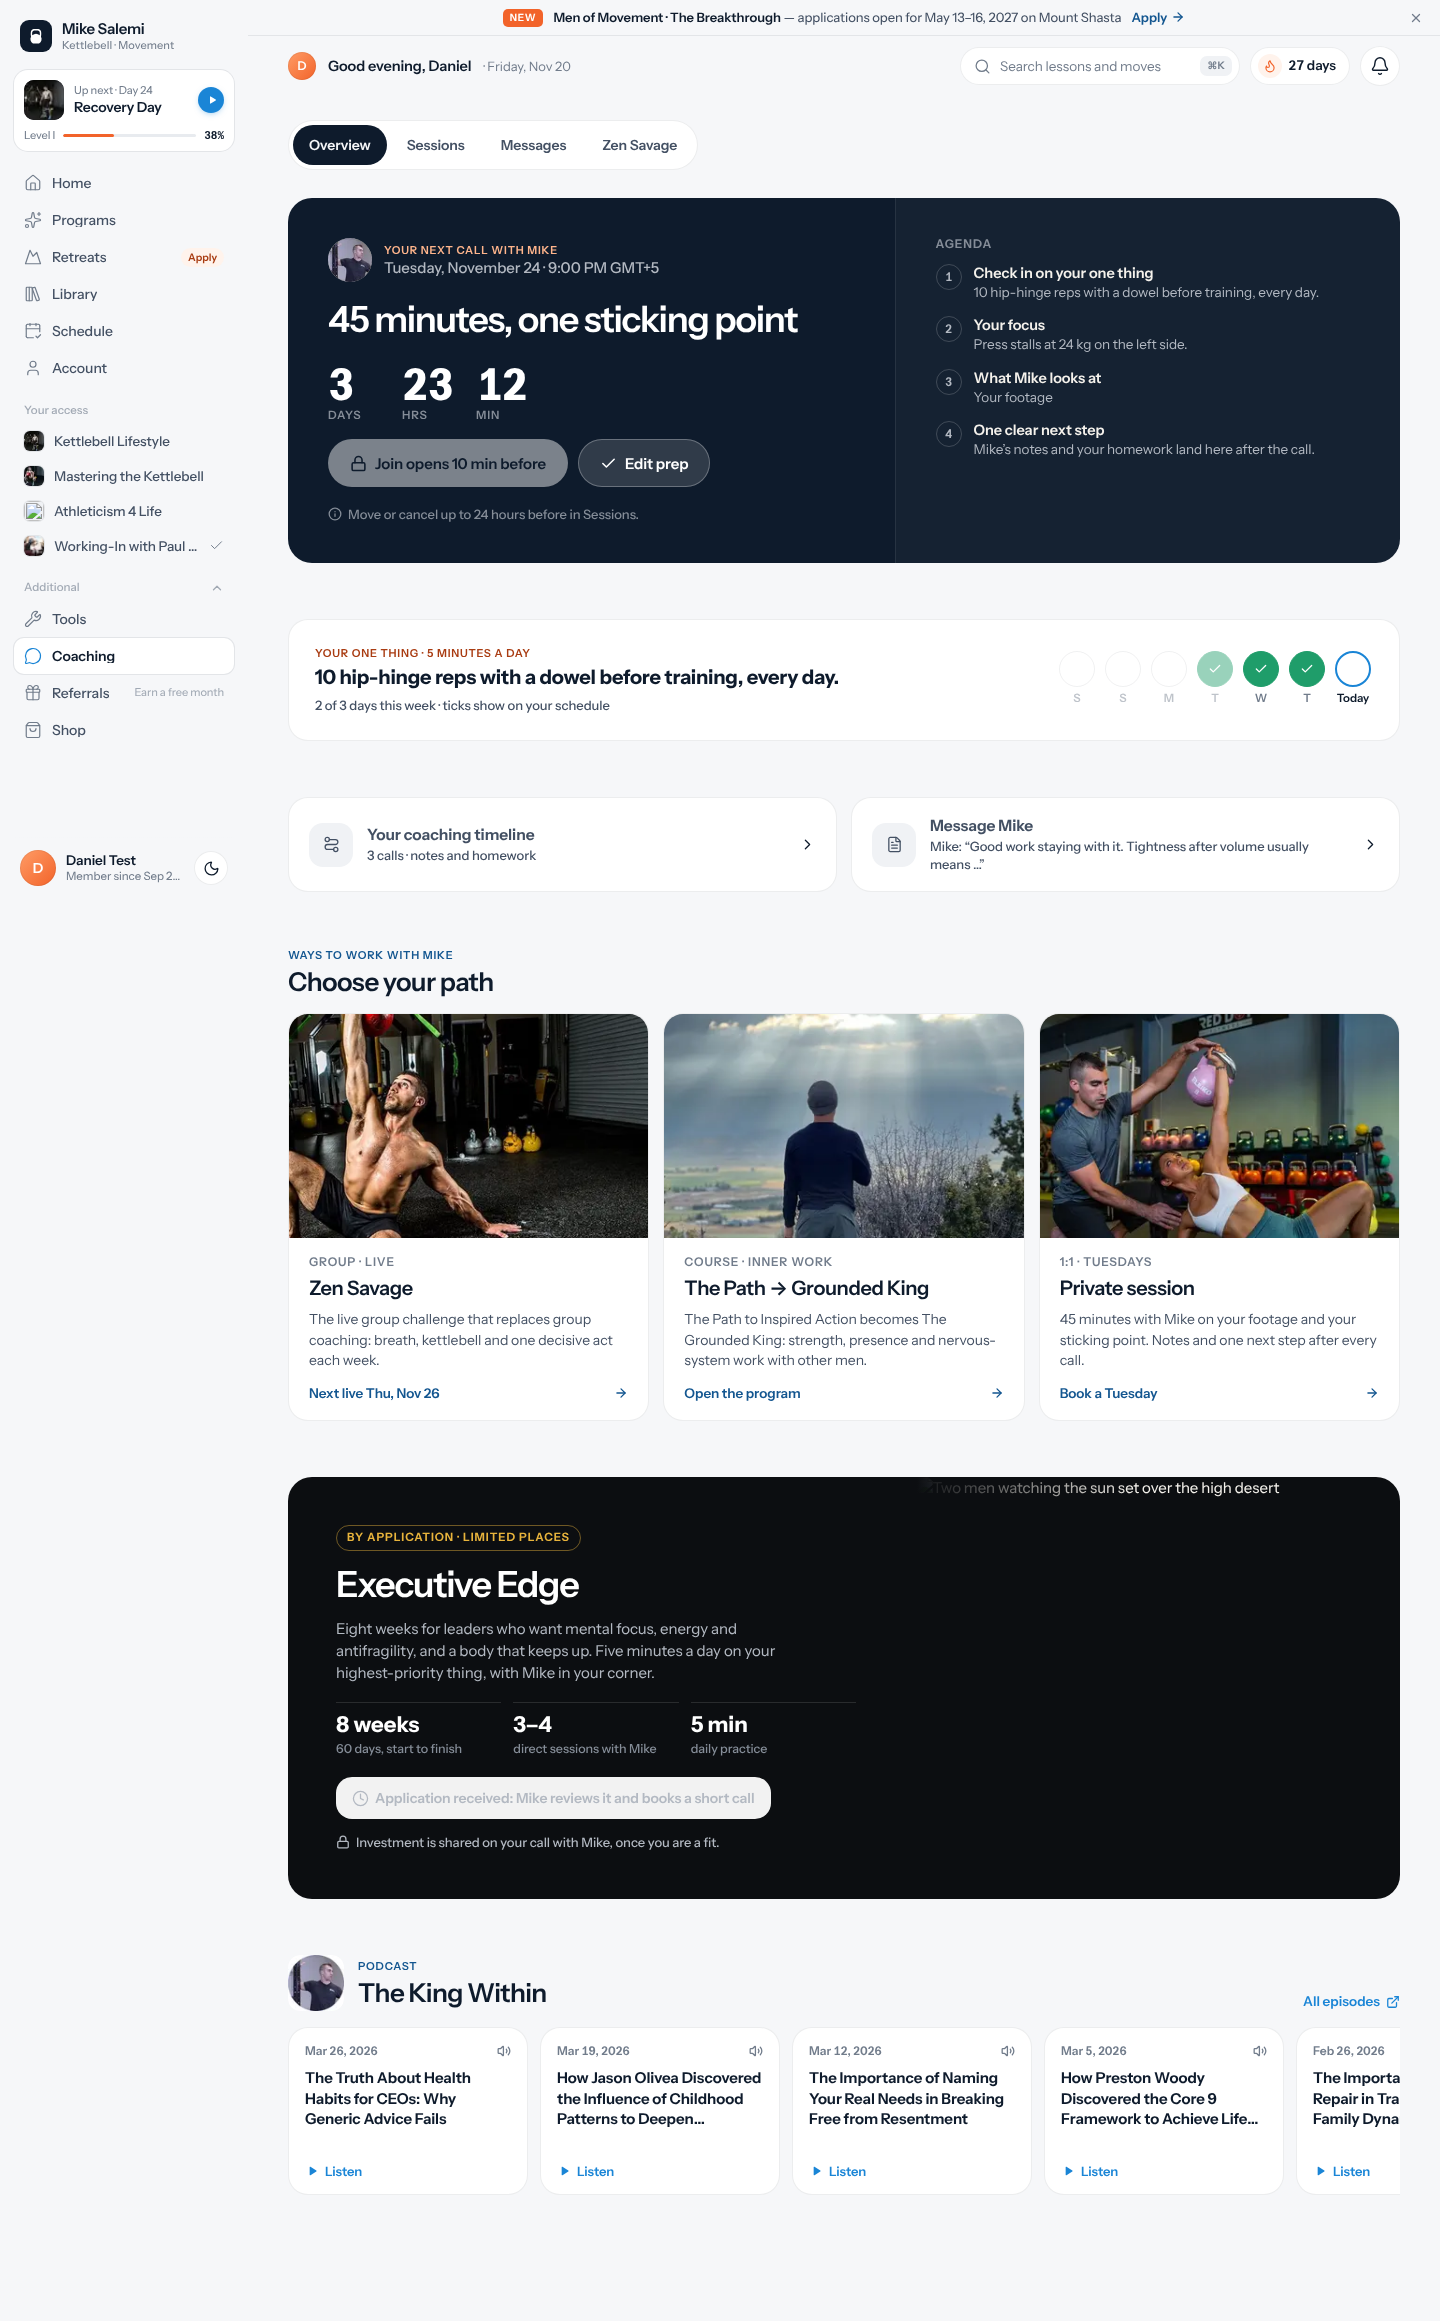 Mike Salemi
Kettlebell · Movement
Up next · Day 24
Recovery Day
Level I
38%
Home
Programs
Retreats
Apply
Library
Schedule
Account
Your access
Kettlebell Lifestyle
Mastering the Kettlebell
Athleticism 4 Life
Working-In with Paul ...
Additional
Tools
Coaching
Referrals
Earn a free month
Shop
D
Daniel Test
Member since Sep 2...
NEW Men of Movement · The Breakthrough — applications open for May 13–16, 2027 on Mount Shasta Apply →
D Good evening, Daniel · Friday, Nov 20
Search lessons and moves ⌘K
27 days
Overview Sessions Messages Zen Savage
YOUR NEXT CALL WITH MIKE
Tuesday, November 24 · 9:00 PM GMT+5
45 minutes, one sticking point
3 23 12
DAYS HRS MIN
Join opens 10 min before
Edit prep
Move or cancel up to 24 hours before in Sessions.
AGENDA
1 Check in on your one thing
10 hip-hinge reps with a dowel before training, every day.
2 Your focus
Press stalls at 24 kg on the left side.
3 What Mike looks at
Your footage
4 One clear next step
Mike's notes and your homework land here after the call.
YOUR ONE THING · 5 MINUTES A DAY
10 hip-hinge reps with a dowel before training, every day.
2 of 3 days this week · ticks show on your schedule
S S M T W T Today
Your coaching timeline
3 calls · notes and homework
Message Mike
Mike: “Good work staying with it. Tightness after volume usually
means ...”
WAYS TO WORK WITH MIKE
Choose your path
GROUP · LIVE
Zen Savage
The live group challenge that replaces group
coaching: breath, kettlebell and one decisive act
each week.
Next live Thu, Nov 26 →
COURSE · INNER WORK
The Path → Grounded King
The Path to Inspired Action becomes The
Grounded King: strength, presence and nervous-
system work with other men.
Open the program →
RED DO
1:1 · TUESDAYS
Private session
45 minutes with Mike on your footage and your
sticking point. Notes and one next step after every
call.
Book a Tuesday →
Two men watching the sun set over the high desert
BY APPLICATION · LIMITED PLACES
Executive Edge
Eight weeks for leaders who want mental focus, energy and
antifragility, and a body that keeps up. Five minutes a day on your
highest-priority thing, with Mike in your corner.
8 weeks
60 days, start to finish
3–4
direct sessions with Mike
5 min
daily practice
Application received: Mike reviews it and books a short call
Investment is shared on your call with Mike, once you are a fit.
PODCAST
The King Within
All episodes
Mar 26, 2026
The Truth About Health
Habits for CEOs: Why
Generic Advice Fails
Listen
Mar 19, 2026
How Jason Olivea Discovered
the Influence of Childhood
Patterns to Deepen...
Listen
Mar 12, 2026
The Importance of Naming
Your Real Needs in Breaking
Free from Resentment
Listen
Mar 5, 2026
How Preston Woody
Discovered the Core 9
Framework to Achieve Life...
Listen
Feb 26, 2026
The Importa
Repair in Tra
Family Dyna
Listen